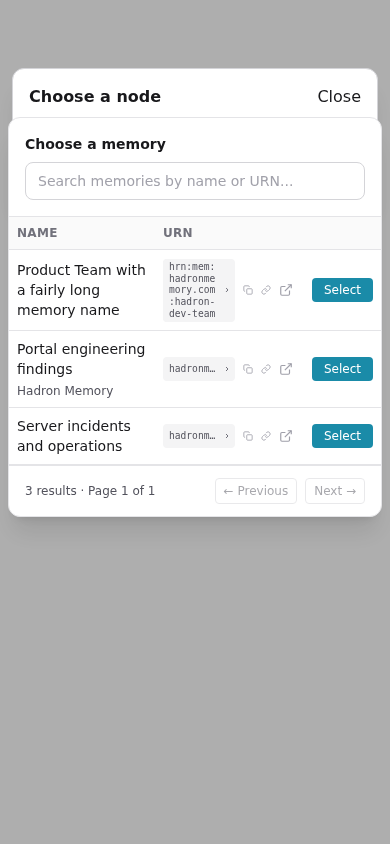 Choose a node
Close
Choose a memory
Search memories by name or URN...
NAME
URN
Product Team with
a fairly long
memory name
hrn:mem:
hadronme
mory.com
:hadron-
dev-team
›
Select
Portal engineering
findings
Hadron Memory
hadronm… ›
Select
Server incidents
and operations
hadronm… ›
Select
3 results · Page 1 of 1
← Previous
Next →